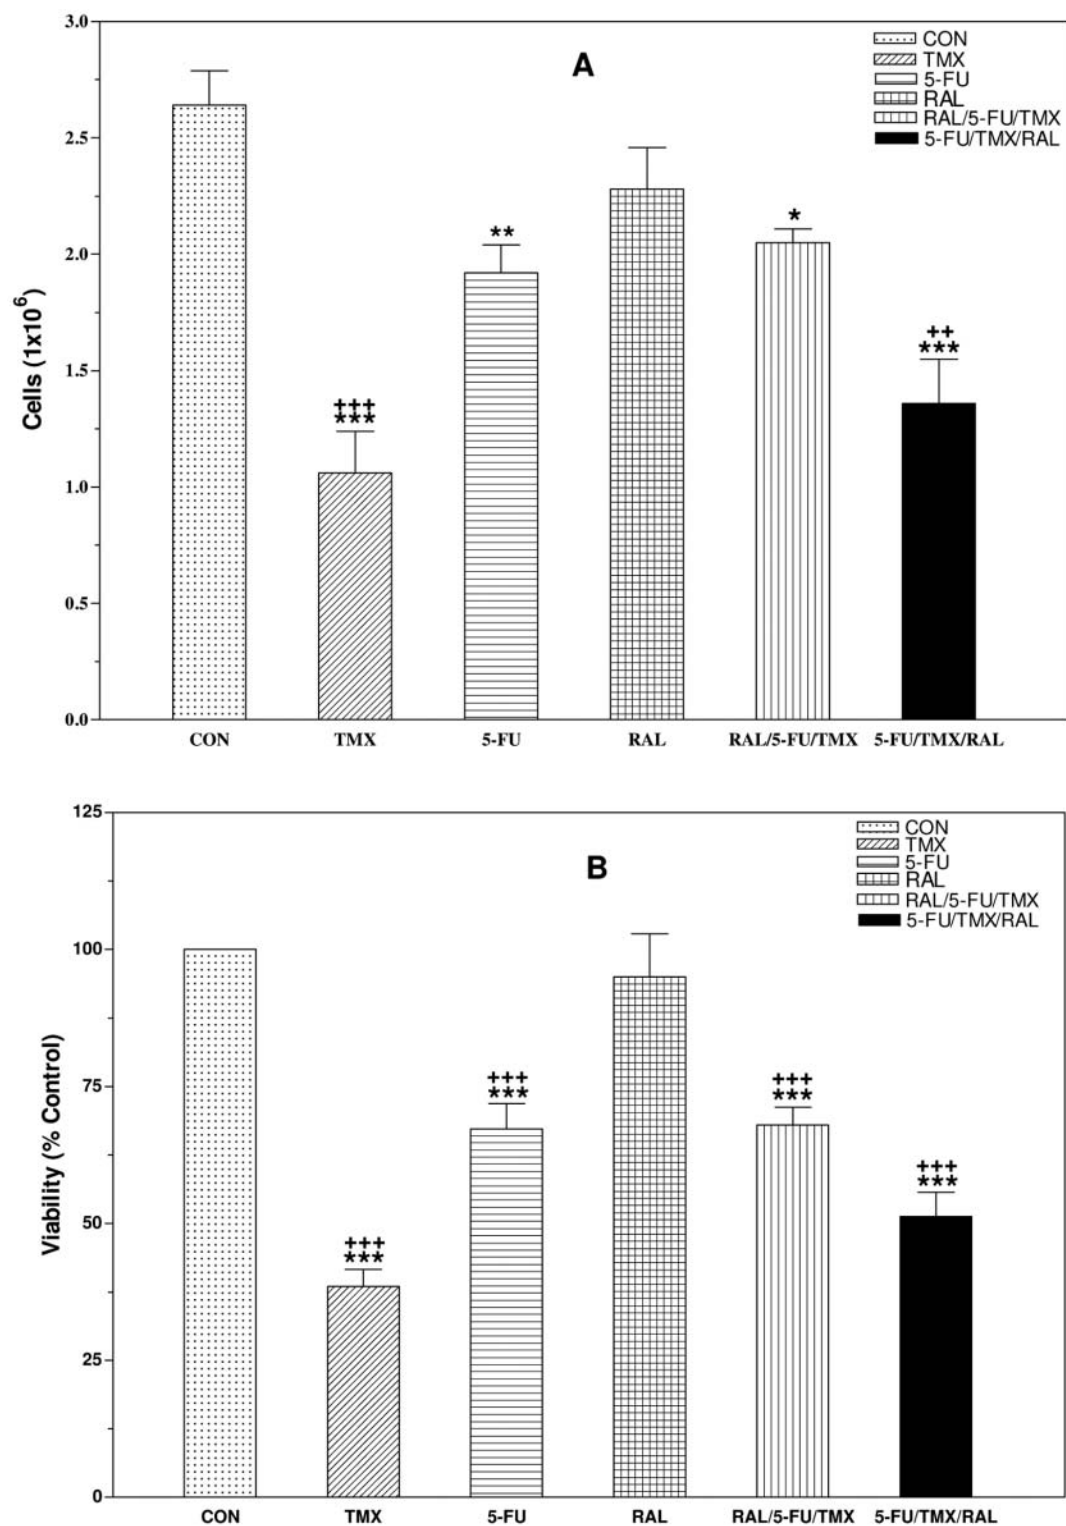 3.0
A
CON
TMX
5-FU
RAL
RAL/5-FU/TMX
5-FU/TMX/RAL
2.5
2.0
1.5
1.0
0.5
0.0
Cells (1x10^6)
**
*
+++
***
++
***
CON TMX 5-FU RAL RAL/5-FU/TMX 5-FU/TMX/RAL
125
B
CON
TMX
5-FU
RAL
RAL/5-FU/TMX
5-FU/TMX/RAL
100
75
50
25
0
Viability (% Control)
+++
***
+++
***
+++
***
+++
***
CON TMX 5-FU RAL RAL/5-FU/TMX 5-FU/TMX/RAL